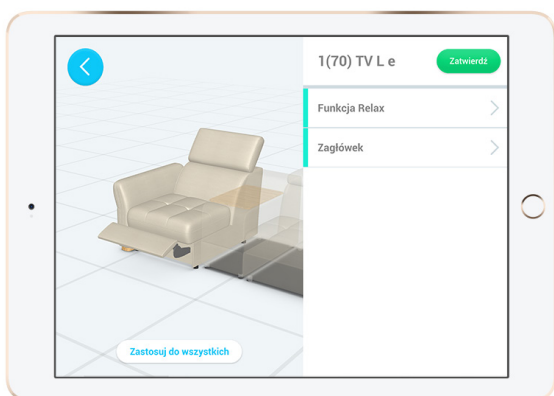 1(70) TV L e
Zatwierdź
Funkcja Relax
Zagłówek
Zastosuj do wszystkich